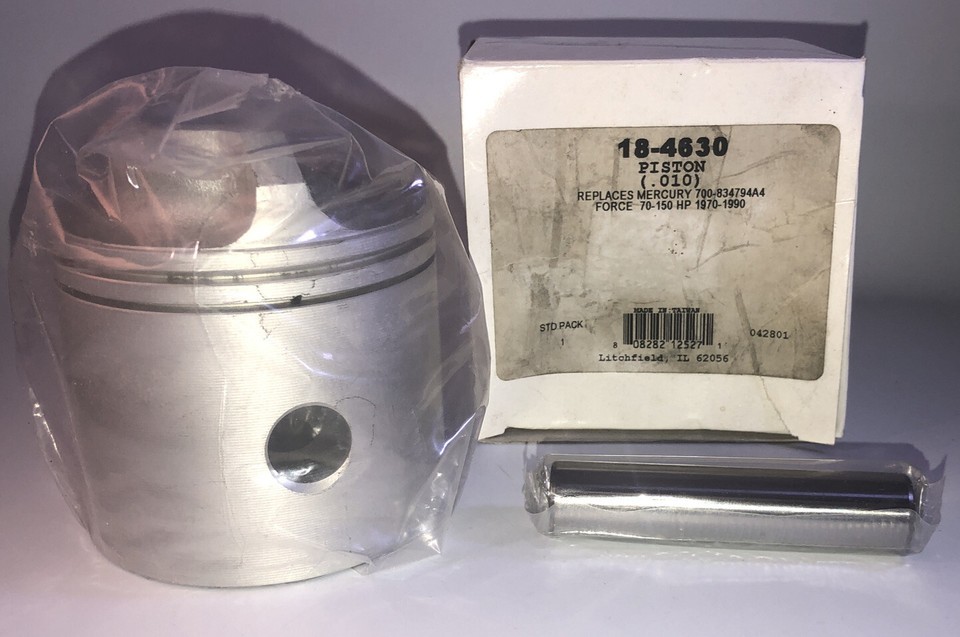 18-4630
PISTON
(.010)
REPLACES MERCURY 700-834794A4
FORCE 70-150 HP 1970-1990
MADE IN TAIWAN
STD PACK
1
042801
8 08282 12527 1
Litchfield, IL 62056